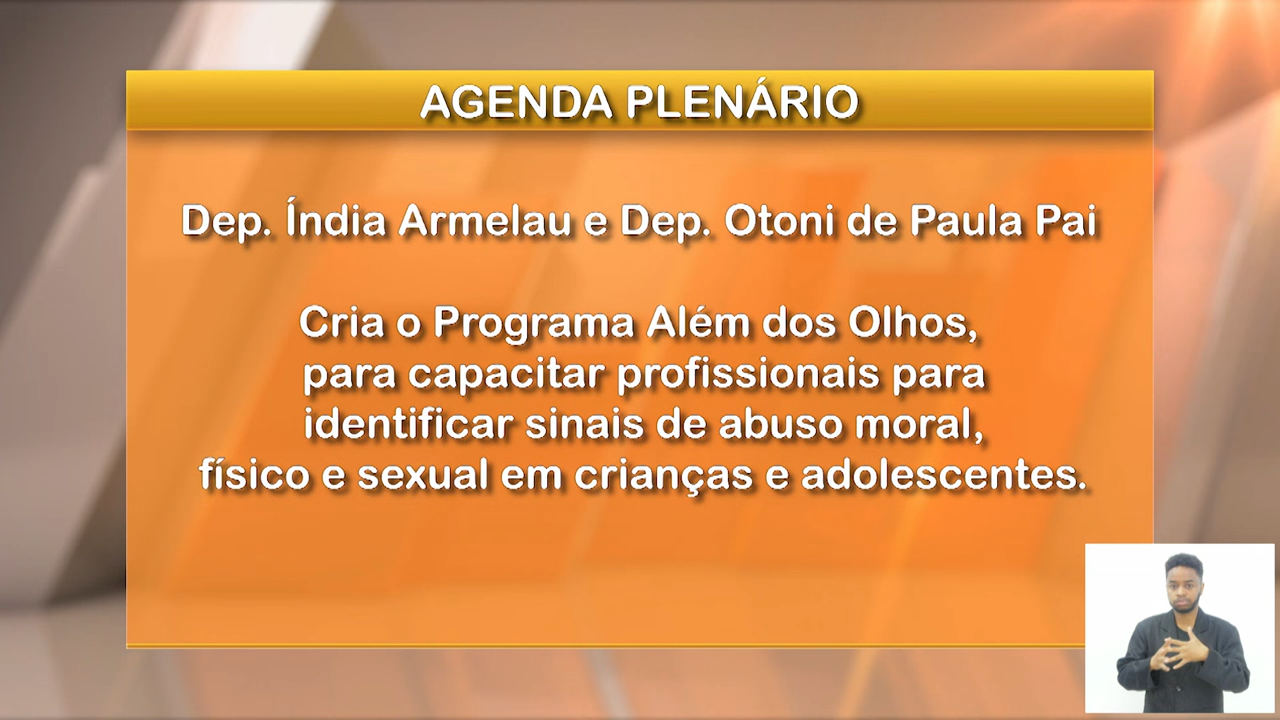 AGENDA PLENÁRIO
Dep. Índia Armelau e Dep. Otoni de Paula Pai
Cria o Programa Além dos Olhos,
para capacitar profissionais para
identificar sinais de abuso moral,
físico e sexual em crianças e adolescentes.